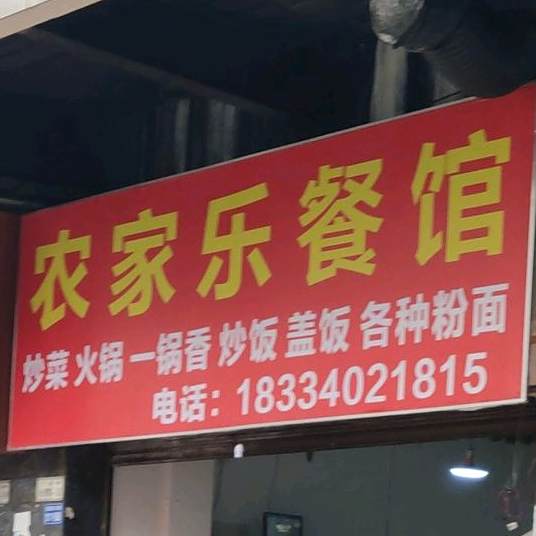 农家乐餐馆
炒菜 火锅 一锅香 炒饭 盖饭 各种粉面
电话：18334021815